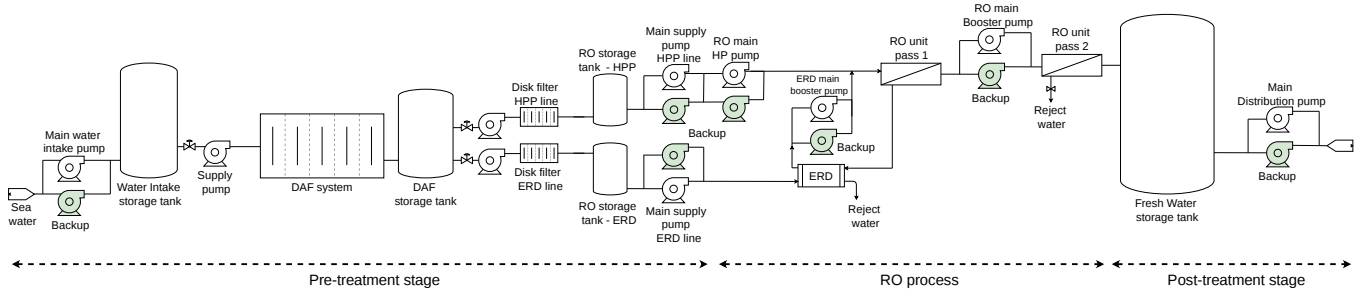 Main water
intake pump
Sea
water
Backup
Water Intake
storage tank
Supply
pump
DAF system
DAF
storage tank
Disk filter
HPP line
Disk filter
ERD line
RO storage
tank - HPP
RO storage
tank - ERD
Main supply
pump
HPP line
RO main
HP pump
Backup
Main supply
pump
ERD line
ERD main
booster pump
Backup
ERD
Reject
water
RO unit
pass 1
RO main
Booster pump
Backup
RO unit
pass 2
Reject
water
Fresh Water
storage tank
Main
Distribution pump
Backup
Pre-treatment stage
RO process
Post-treatment stage